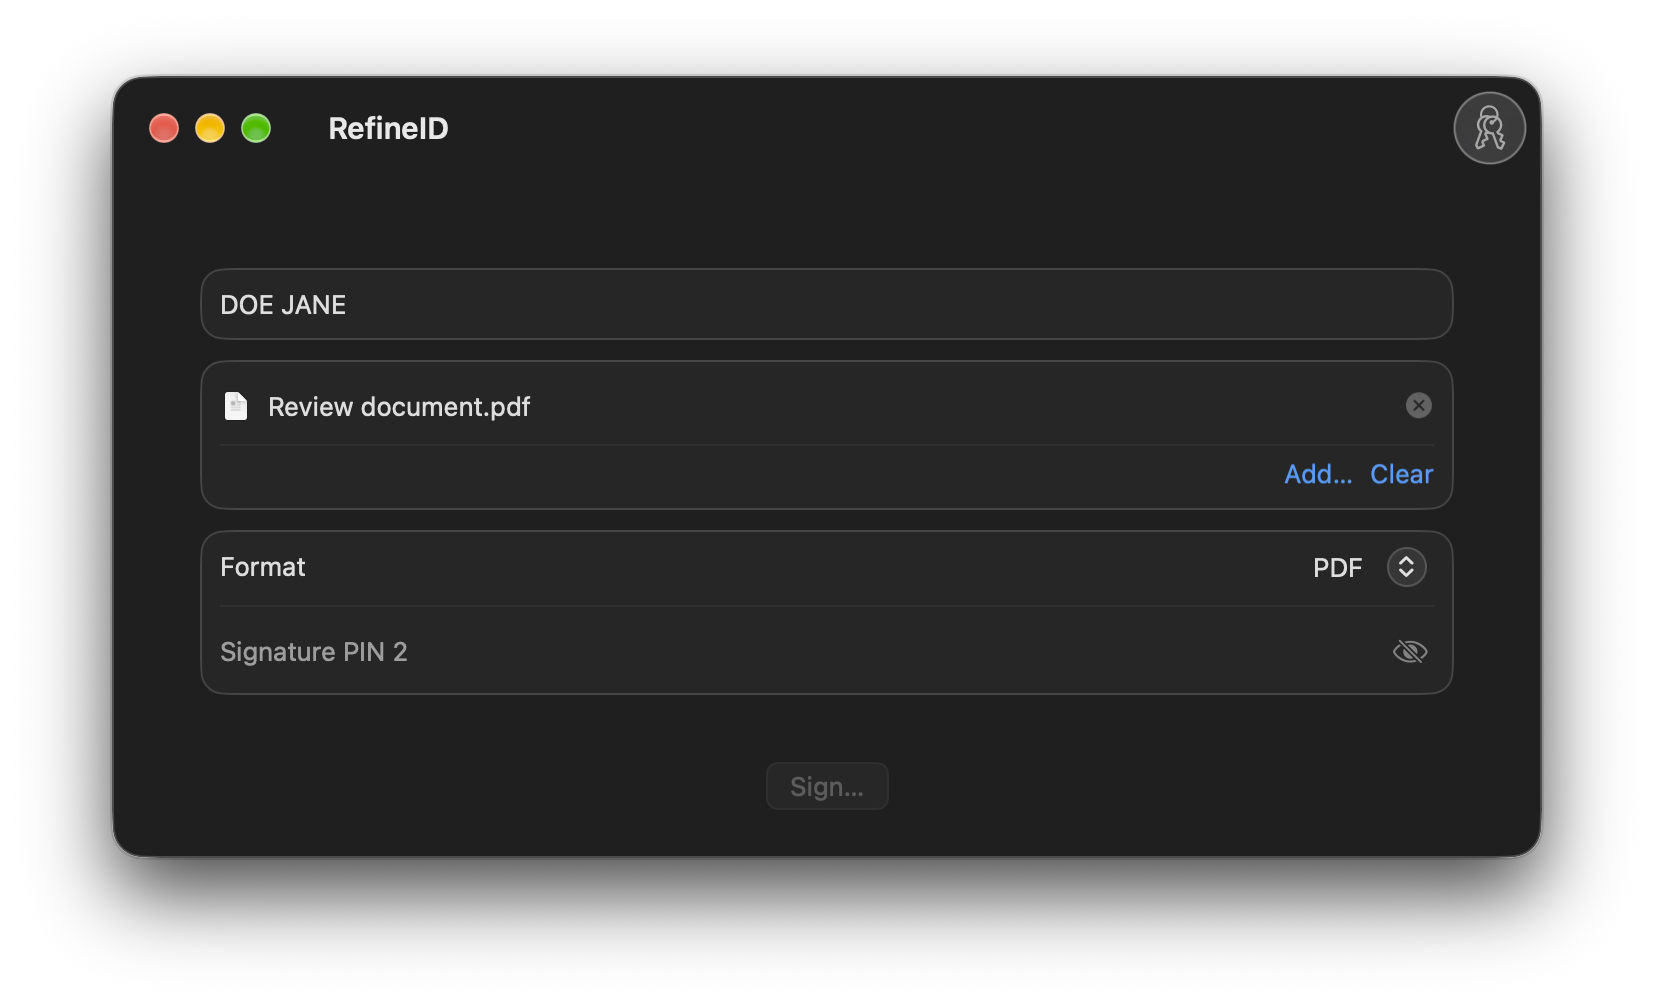 RefineID
DOE JANE
Review document.pdf
Add... Clear
Format PDF
Signature PIN 2
Sign...